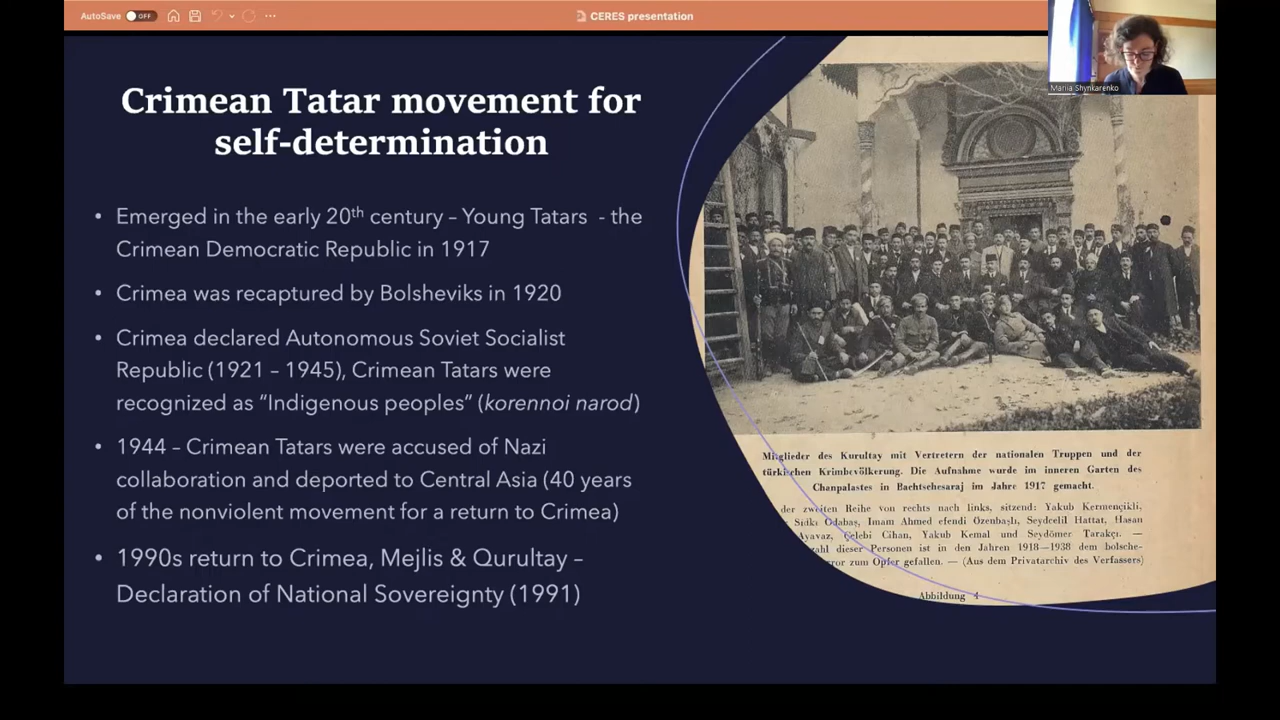 AutoSave OFF
CERES presentation
Maria Shynkarenko
Crimean Tatar movement for
self-determination
• Emerged in the early 20th century – Young Tatars - the
Crimean Democratic Republic in 1917
• Crimea was recaptured by Bolsheviks in 1920
• Crimea declared Autonomous Soviet Socialist
Republic (1921 – 1945), Crimean Tatars were
recognized as “Indigenous peoples” (korennoi narod)
• 1944 – Crimean Tatars were accused of Nazi
collaboration and deported to Central Asia (40 years
of the nonviolent movement for a return to Crimea)
• 1990s return to Crimea, Mejlis & Qurultay –
Declaration of National Sovereignty (1991)
Mitglieder des Kurultay mit Vertretern der nationalen Truppen und der
türkischen Krimbevölkerung. Die Aufnahme wurde im inneren Garten des
Chanpalastes in Bachtschesaraj im Jahre 1917 gemacht.
der zweiten Reihe von rechts nach links, sitzend: Yakub Kermençikli,
Sıdkı Odabaş, Imam Ahmed efendi Özenbaşlı, Seydcelil Hattat, Hasan
Ayavaz, Çelebi Cihan, Yakub Kemal und Seydömer Tarakçı. —
zahl dieser Personen ist in den Jahren 1918—1938 dem bolsche-
rror zum Opfer gefallen. — (Aus dem Privatarchiv des Verfassers)
Abbildung 4